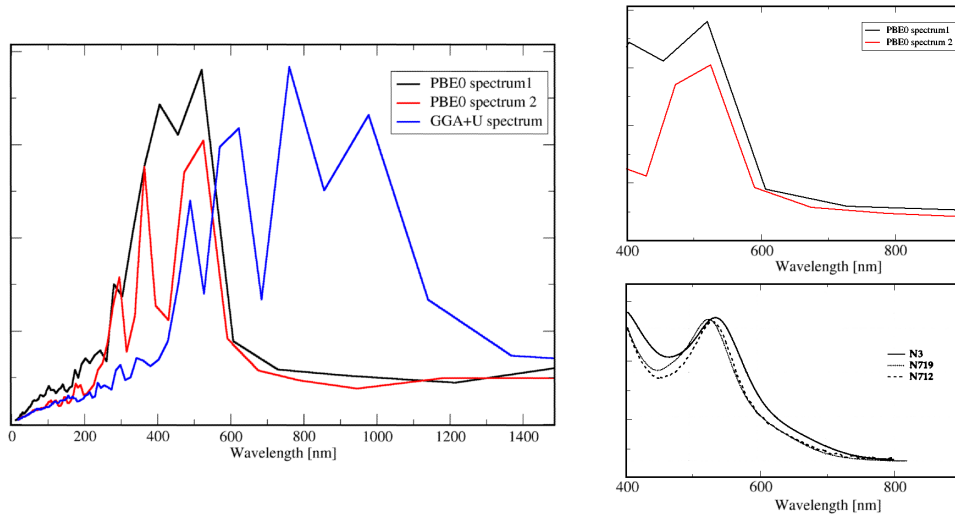 PBE0 spectrum1
PBE0 spectrum 2
GGA+U spectrum
0 200 400 600 800 1000 1200 1400
Wavelength [nm]
PBE0 spectrum1
PBE0 spectrum 2
400 600 800
Wavelength [nm]
N3
N719
N712
400 600 800
Wavelength [nm]